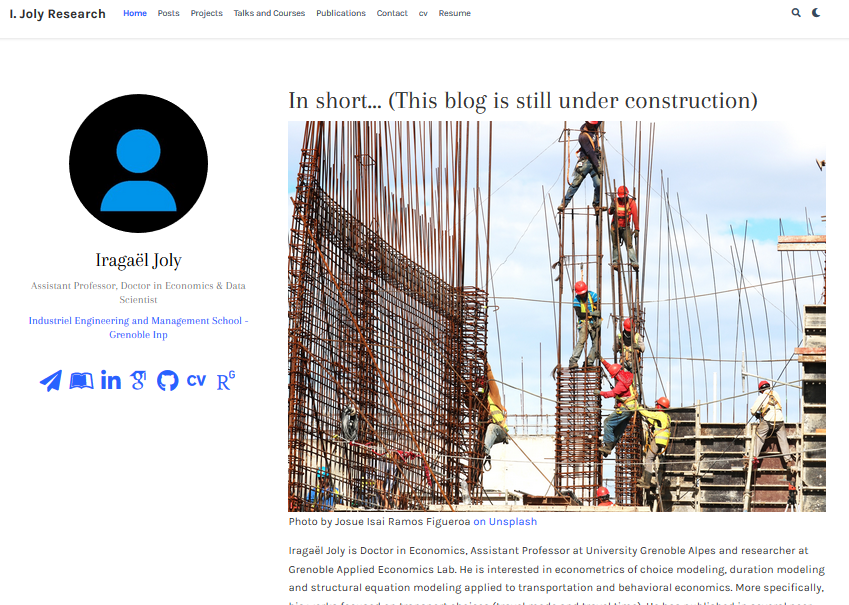 I. Joly Research
Home Posts Projects Talks and Courses Publications Contact cv Resume
In short... (This blog is still under construction)
Iragaël Joly
Assistant Professor, Doctor in Economics & Data
Scientist
Industriel Engineering and Management School -
Grenoble Inp
in g CV RG
Photo by Josue Isai Ramos Figueroa on Unsplash
Iragaël Joly is Doctor in Economics, Assistant Professor at University Grenoble Alpes and researcher at
Grenoble Applied Economics Lab. He is interested in econometrics of choice modeling, duration modeling
and structural equation modeling applied to transportation and behavioral economics. More specifically,